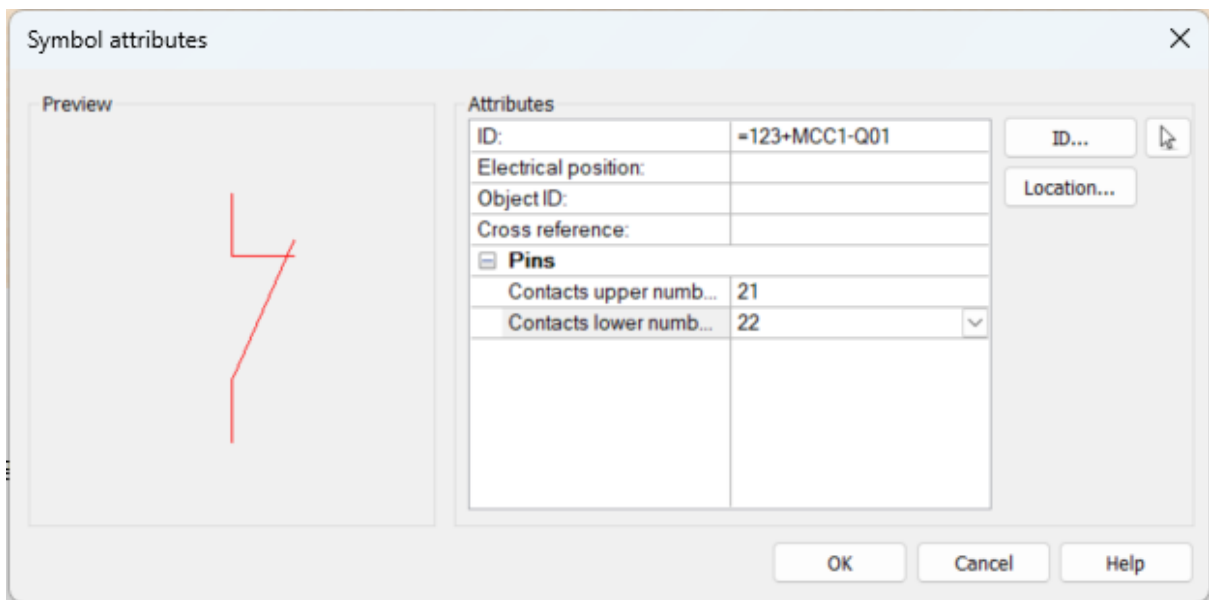 Symbol attributes
Preview
Attributes
ID: =123+MCC1-Q01
ID...
Electrical position:
Location...
Object ID:
Cross reference:
Pins
Contacts upper numb... 21
Contacts lower numb... 22
OK Cancel Help